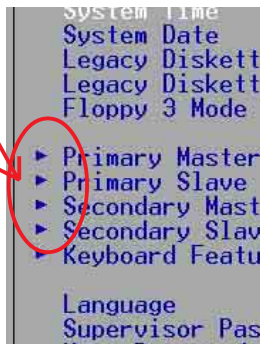 System Time
System Date
Legacy Diskett
Legacy Diskett
Floppy 3 Mode
Primary Master
Primary Slave
Secondary Mast
Secondary Slav
Keyboard Featu
Language
Supervisor Pas